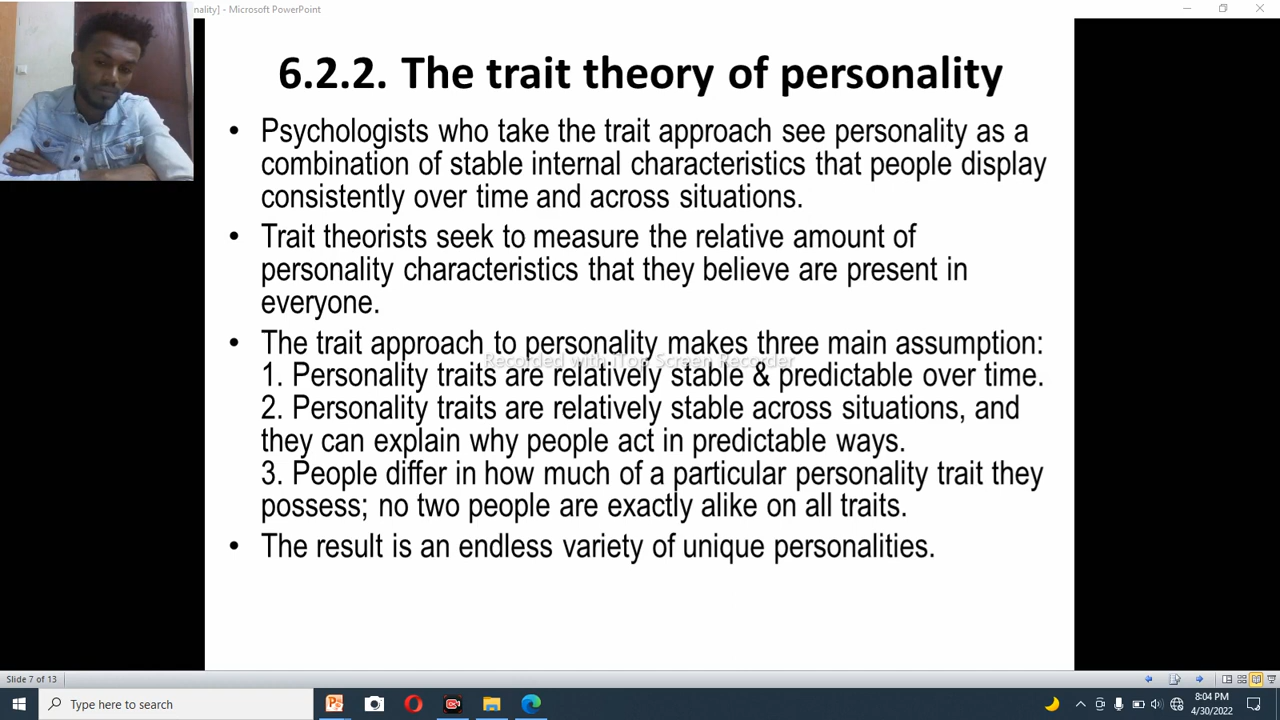 nality] - Microsoft PowerPoint
6.2.2. The trait theory of personality
• Psychologists who take the trait approach see personality as a
combination of stable internal characteristics that people display
consistently over time and across situations.
• Trait theorists seek to measure the relative amount of
personality characteristics that they believe are present in
everyone.
• The trait approach to personality makes three main assumption:
Recorded with iTop Screen Recorder
1. Personality traits are relatively stable & predictable over time.
2. Personality traits are relatively stable across situations, and
they can explain why people act in predictable ways.
3. People differ in how much of a particular personality trait they
possess; no two people are exactly alike on all traits.
• The result is an endless variety of unique personalities.
Slide 7 of 13
Type here to search
8:04 PM
4/30/2022